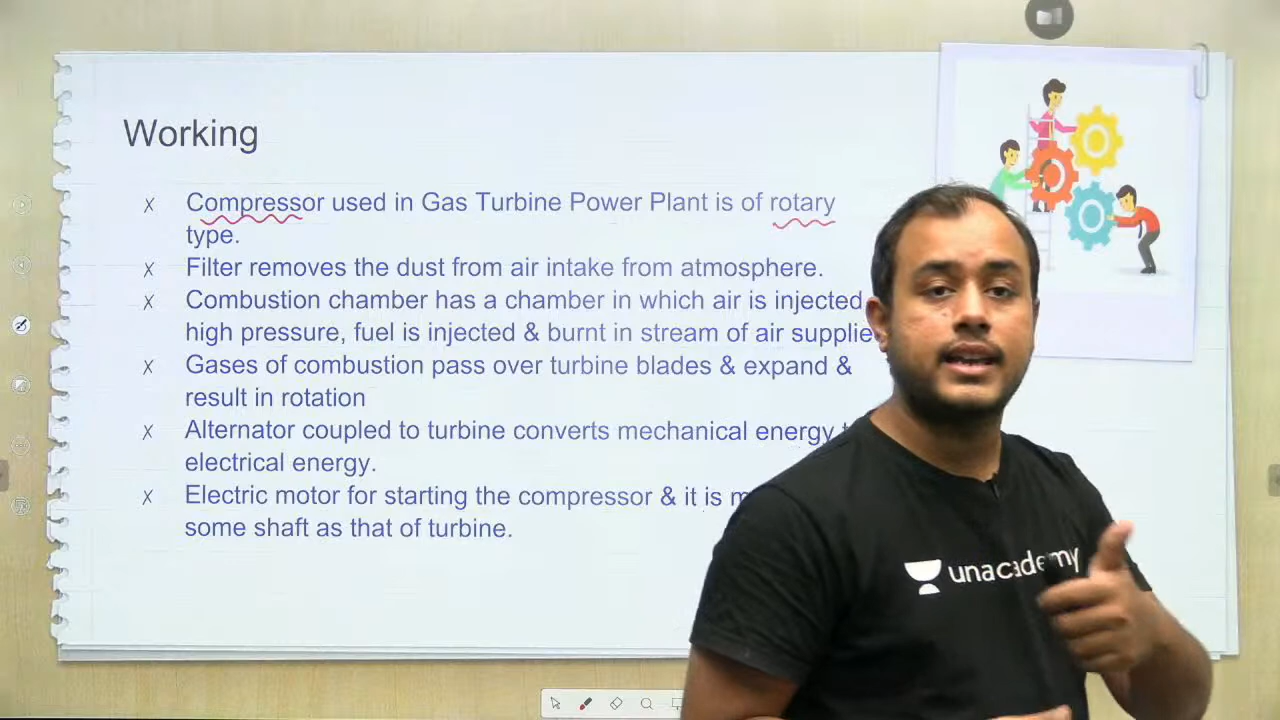 Working
x Compressor used in Gas Turbine Power Plant is of rotary
type.
x Filter removes the dust from air intake from atmosphere.
x Combustion chamber has a chamber in which air is injected
high pressure, fuel is injected & burnt in stream of air
x Gases of combustion pass over turbine blades & expand &
result in rotation
x Alternator coupled to turbine converts mechanical energy
electrical energy.
x Electric motor for starting the compressor & it is
some shaft as that of turbine.
unacademy